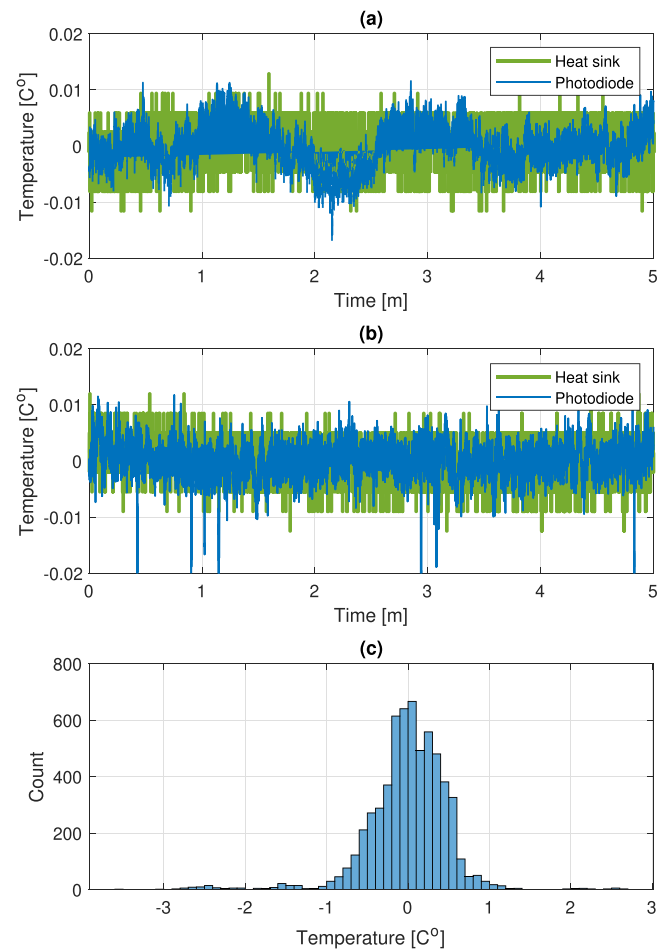 (a)
0.02
0.01
0
-0.01
-0.02
Temperature [C^o]
Heat sink
Photodiode
0 1 2 3 4 5
Time [m]
(b)
0.02
0.01
0
-0.01
-0.02
Temperature [C^o]
Heat sink
Photodiode
0 1 2 3 4 5
Time [m]
(c)
800
600
400
200
0
Count
-3 -2 -1 0 1 2 3
Temperature [C^o]